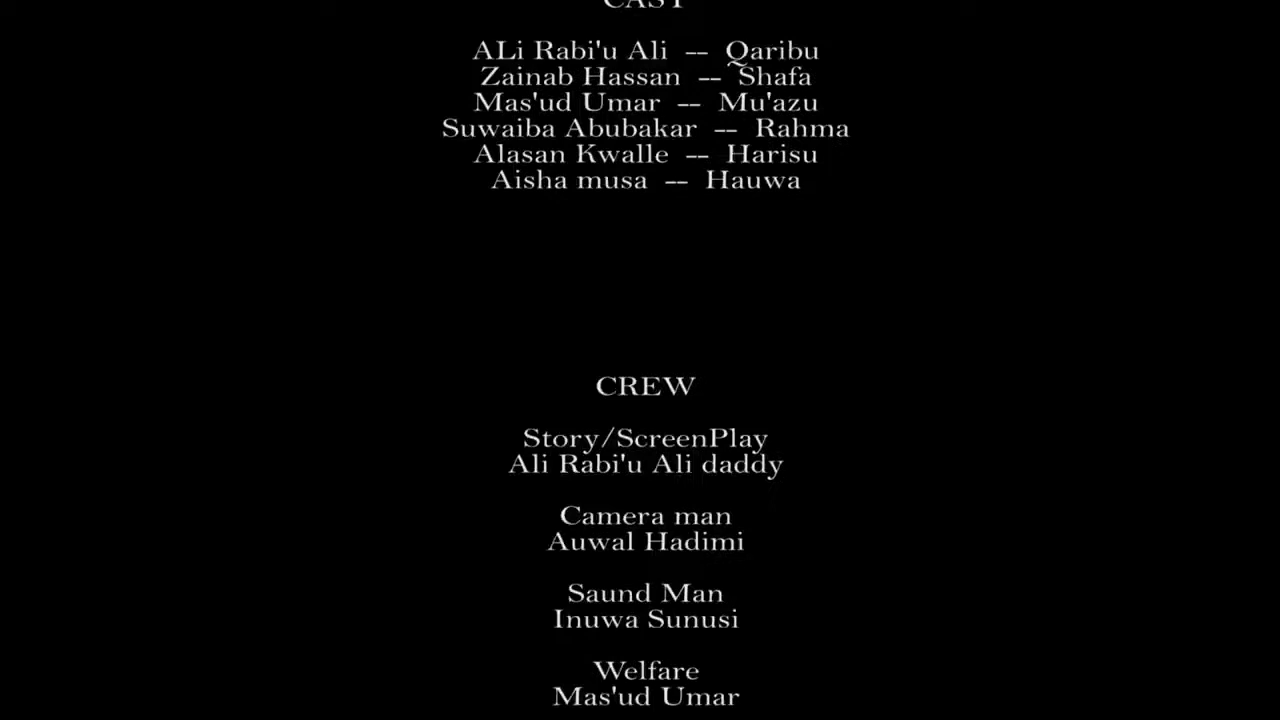 CAST
ALi Rabi'u Ali -- Qaribu
Zainab Hassan -- Shafa
Mas'ud Umar -- Mu'azu
Suwaiba Abubakar -- Rahma
Alasan Kwalle -- Harisu
Aisha musa -- Hauwa
CREW
Story/ScreenPlay
Ali Rabi'u Ali daddy
Camera man
Auwal Hadimi
Saund Man
Inuwa Sunusi
Welfare
Mas'ud Umar